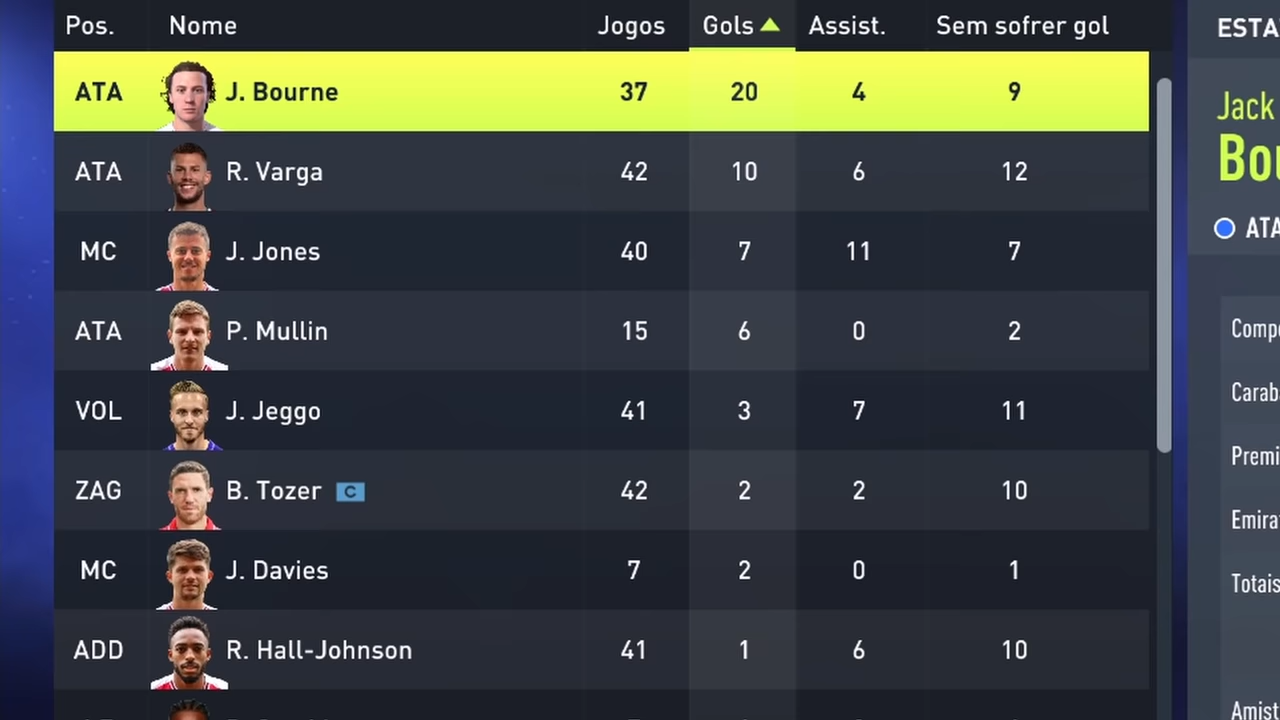 Pos. Nome Jogos Gols Assist. Sem sofrer gol
ATA J. Bourne 37 20 4 9
ATA R. Varga 42 10 6 12
MC J. Jones 40 7 11 7
ATA P. Mullin 15 6 0 2
VOL J. Jeggo 41 3 7 11
ZAG B. Tozer C 42 2 2 10
MC J. Davies 7 2 0 1
ADD R. Hall-Johnson 41 1 6 10
ESTA
Jack
Bou
ATA
Compe
Carab
Premi
Emira
Totais
Amist